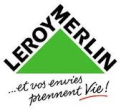 LEROY MERLIN
...et vos envies
prennent Vie!